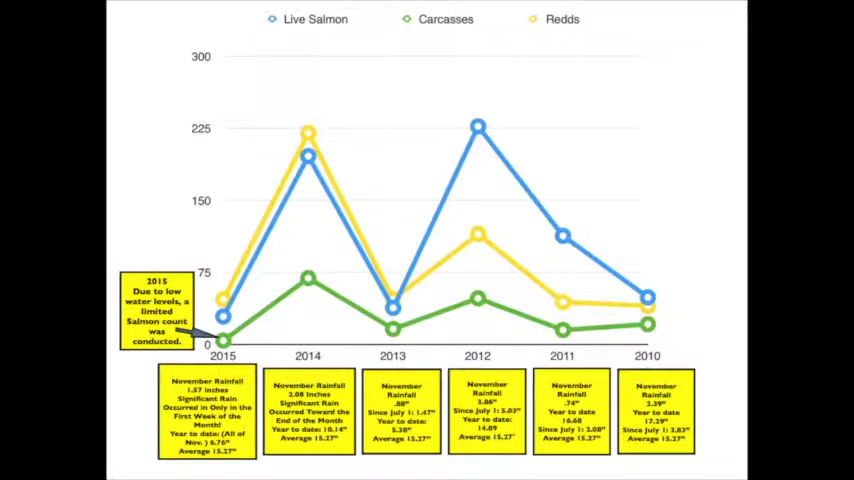 Live Salmon Carcasses Redds
300
225
150
75
0
2015
Due to low
water levels, a
limited
Salmon count
was
conducted.
2015 2014 2013 2012 2011 2010
November Rainfall
1.57 inches
Significant Rain
Occurred in Only in the
First Week of the
Month!
Year to date: (All of
Nov. ) 6.76"
Average 15.27"
November Rainfall
2.08 Inches
Significant Rain
Occurred Toward the
End of the Month
Year to date: 10.14"
Average 15.27"
November
Rainfall
.88"
Since July 1: 1.47"
Year to date:
5.38"
Average 15.27"
November
Rainfall
3.86"
Since July 1: 5.03"
Year to date:
14.89
Average 15.27"
November
Rainfall
.74"
Year to date
16.68
Since July 1: 2.08"
Average 15.27"
November
Rainfall
2.39"
Year to date
17.29"
Since July 1: 3.83"
Average 15.27"